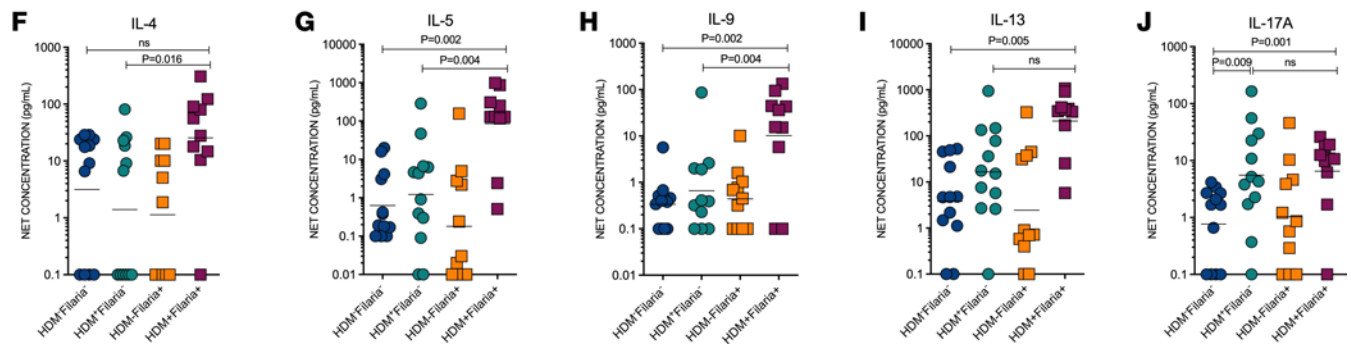 F
IL-4
NET CONCENTRATION (pg/mL)
1000
100
10
1
0.1
ns
P=0.016
HDM-Filaria-
HDM+Filaria-
HDM-Filaria+
HDM+Filaria+
G
IL-5
NET CONCENTRATION (pg/mL)
10000
1000
100
10
1
0.1
0.01
P=0.002
P=0.004
HDM-Filaria-
HDM+Filaria-
HDM-Filaria+
HDM+Filaria+
H
IL-9
NET CONCENTRATION (pg/mL)
1000
100
10
1
0.1
0.01
P=0.002
P=0.004
HDM-Filaria-
HDM+Filaria-
HDM-Filaria+
HDM+Filaria+
I
IL-13
NET CONCENTRATION (pg/mL)
10000
1000
100
10
1
0.1
P=0.005
ns
HDM-Filaria-
HDM+Filaria-
HDM-Filaria+
HDM+Filaria+
J
IL-17A
NET CONCENTRATION (pg/mL)
1000
100
10
1
0.1
P=0.001
P=0.009
ns
HDM-Filaria-
HDM+Filaria-
HDM-Filaria+
HDM+Filaria+